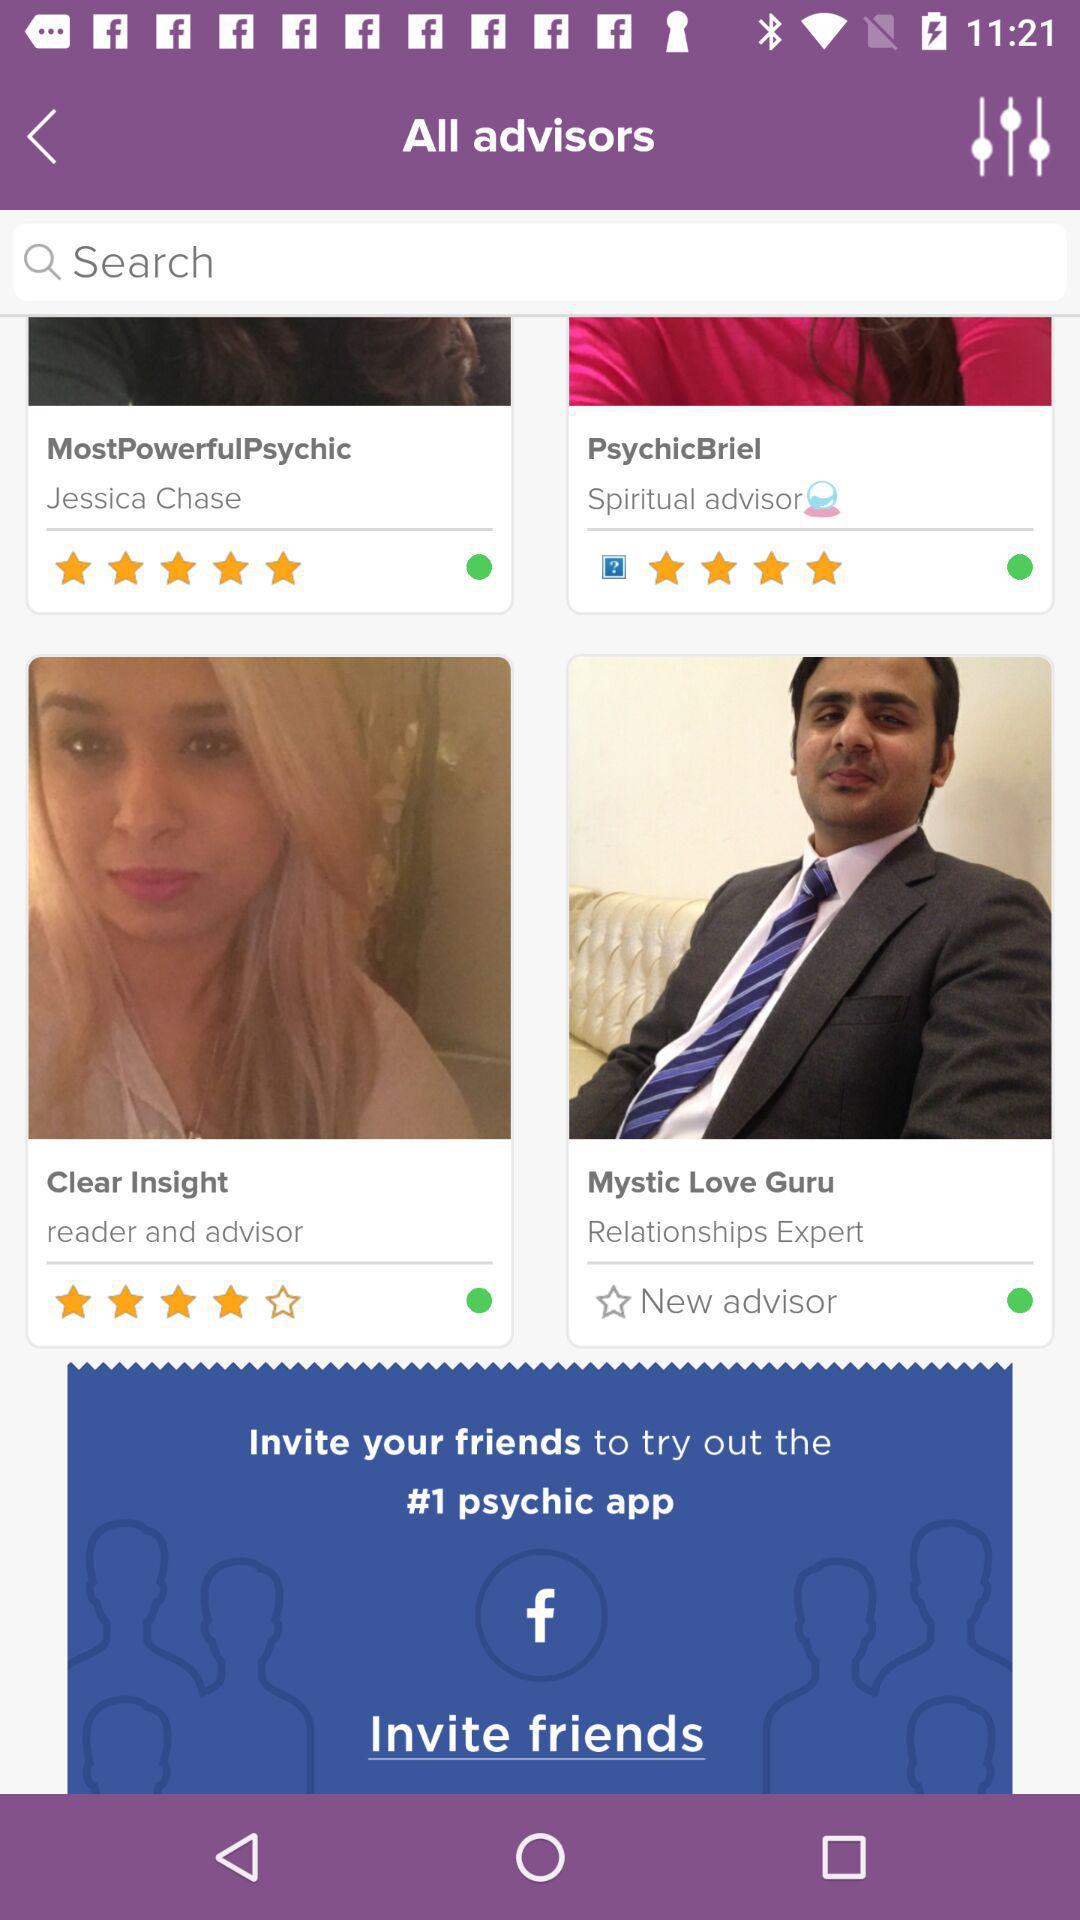 11:21
All advisors
Search
MostPowerfulPsychic
Jessica Chase
PsychicBriel
Spiritual advisor
Clear Insight
reader and advisor
Mystic Love Guru
Relationships Expert
New advisor
Invite your friends to try out the
#1 psychic app
Invite friends